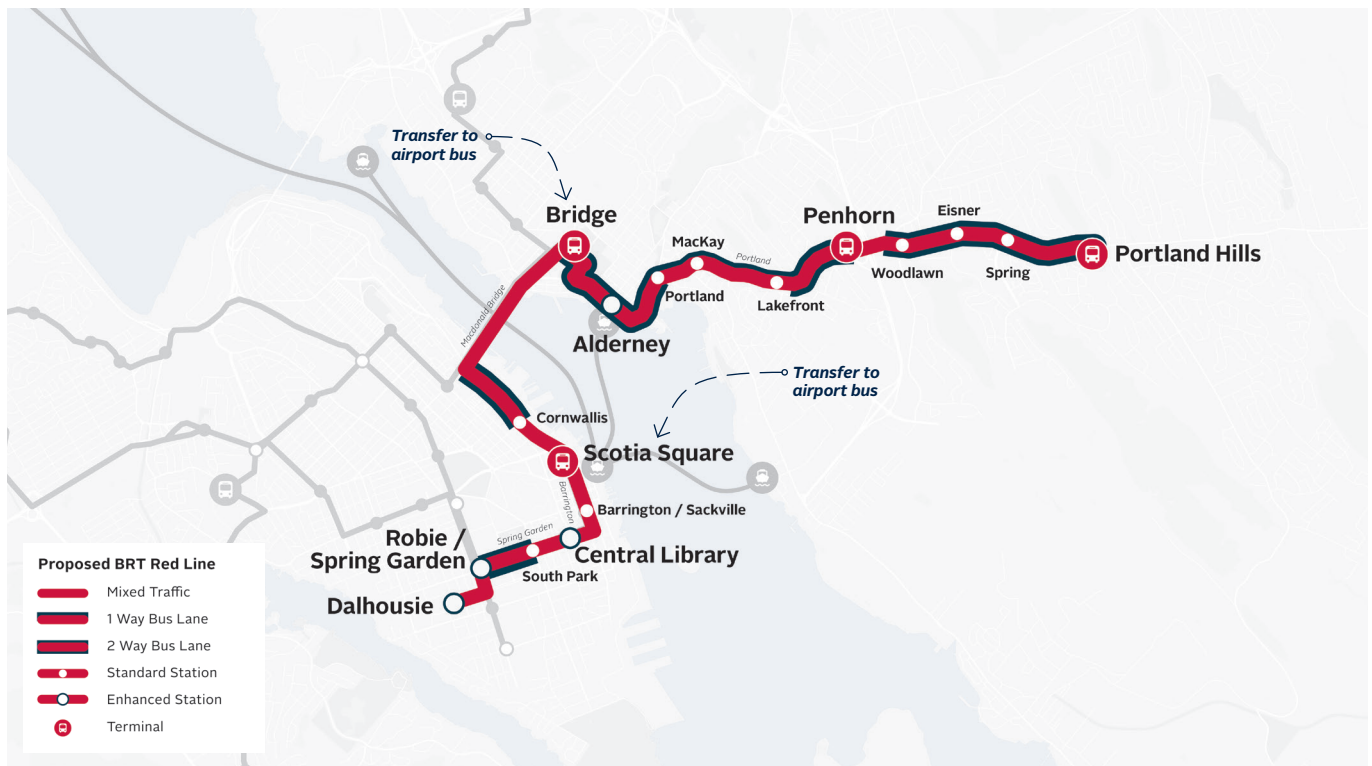 Transfer to
airport bus
Bridge
Penhorn
Eisner
MacKay
Portland
Portland Hills
Woodlawn
Spring
Portland
Lakefront
Macdonald Bridge
Alderney
Transfer to
airport bus
Cornwallis
Scotia Square
Barrington
Barrington / Sackville
Robie /
Spring Garden
Spring Garden
Central Library
South Park
Dalhousie
Proposed BRT Red Line
Mixed Traffic
1 Way Bus Lane
2 Way Bus Lane
Standard Station
Enhanced Station
Terminal